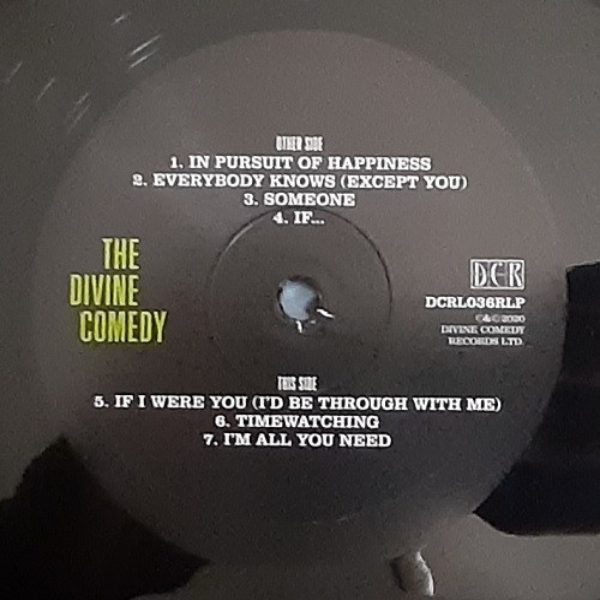 OTHER SIDE
1. IN PURSUIT OF HAPPINESS
2. EVERYBODY KNOWS (EXCEPT YOU)
3. SOMEONE
4. IF...
THE
DIVINE
COMEDY
DCR
DCRL036RLP
℗&© 2020
DIVINE COMEDY
RECORDS LTD.
THIS SIDE
5. IF I WERE YOU (I'D BE THROUGH WITH ME)
6. TIMEWATCHING
7. I'M ALL YOU NEED